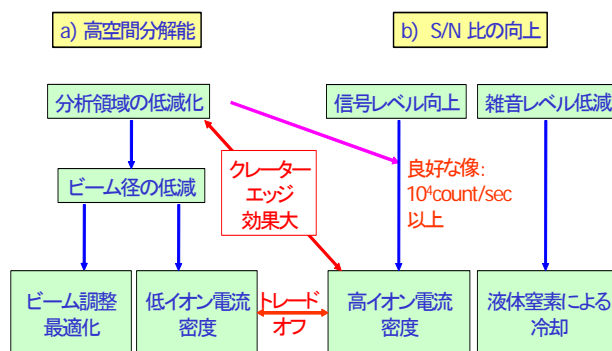 a) 高空間分解能
b) S/N 比の向上
分析領域の低減化
信号レベル向上
雑音レベル低減
ビーム径の低減
クレーター
エッジ
効果大
良好な像:
10⁴count/sec
以上
ビーム調整
最適化
低イオン電流
密度
トレード
オフ
高イオン電流
密度
液体窒素による
冷却